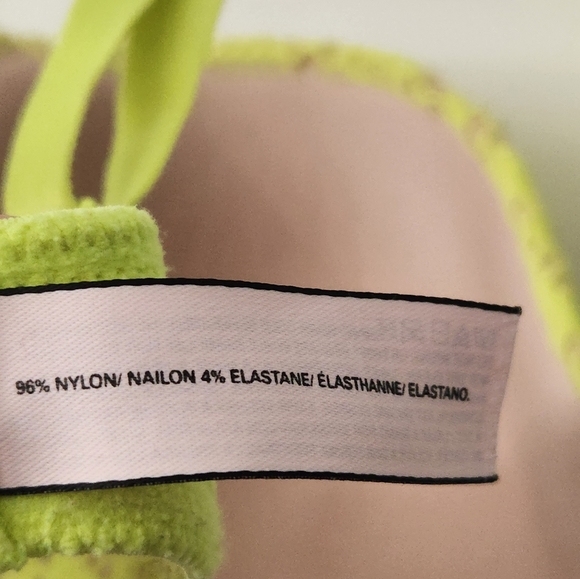 96% NYLON/ NAILON 4% ELASTANE/ ÉLASTHANNE/ ELASTANO.